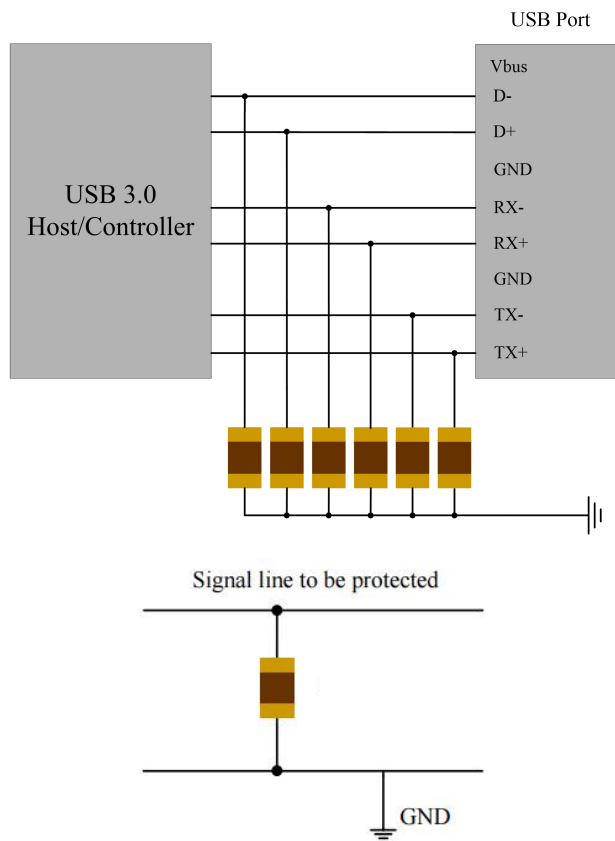 USB Port
USB 3.0
Host/Controller
Vbus
D-
D+
GND
RX-
RX+
GND
TX-
TX+
Signal line to be protected
GND